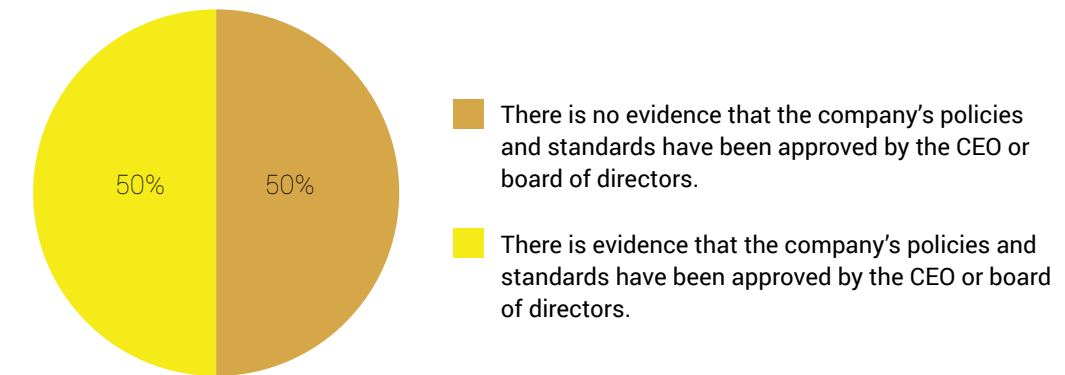 50%
50%
There is no evidence that the company’s policies
and standards have been approved by the CEO or
board of directors.
There is evidence that the company’s policies and
standards have been approved by the CEO or board
of directors.